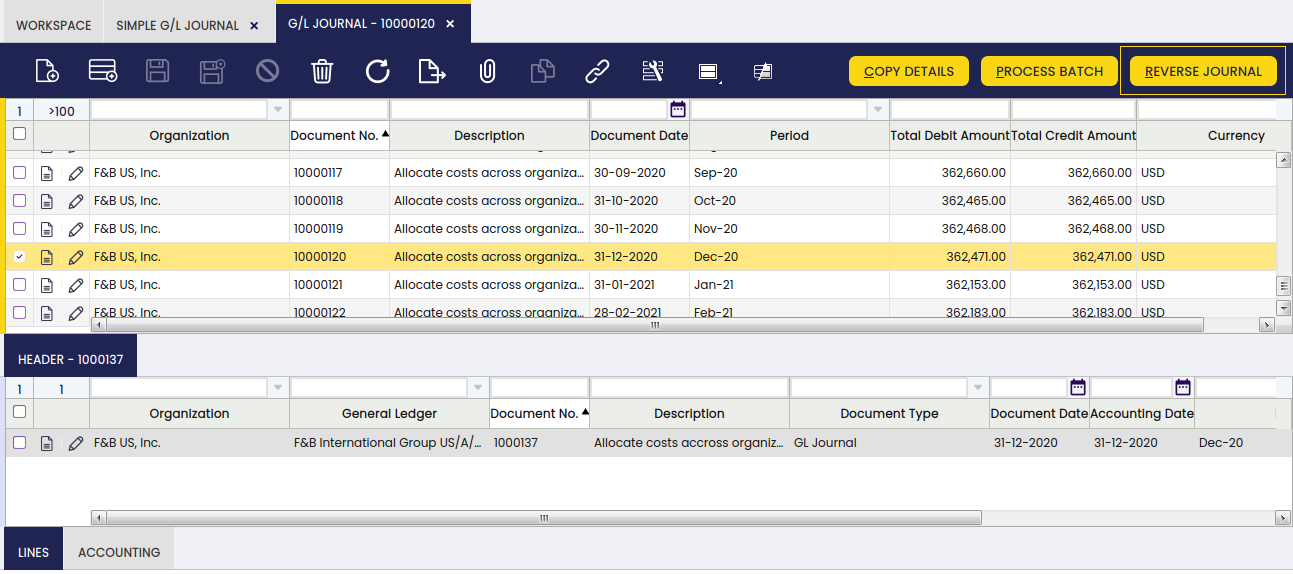 WORKSPACE SIMPLE G/L JOURNAL × G/L JOURNAL - 10000120 ×
COPY DETAILS PROCESS BATCH REVERSE JOURNAL
1 >100
Organization Document No. Description Document Date Period Total Debit Amount Total Credit Amount Currency
F&B US, Inc. 10000117 Allocate costs across organiza... 30-09-2020 Sep-20 362,660.00 362,660.00 USD
F&B US, Inc. 10000118 Allocate costs across organiza... 31-10-2020 Oct-20 362,465.00 362,465.00 USD
F&B US, Inc. 10000119 Allocate costs across organiza... 30-11-2020 Nov-20 362,468.00 362,468.00 USD
F&B US, Inc. 10000120 Allocate costs across organiza... 31-12-2020 Dec-20 362,471.00 362,471.00 USD
F&B US, Inc. 10000121 Allocate costs across organiza... 31-01-2021 Jan-21 362,153.00 362,153.00 USD
F&B US, Inc. 10000122 Allocate costs across organiza... 28-02-2021 Feb-21 362,183.00 362,183.00 USD
HEADER - 1000137
1 1
Organization General Ledger Document No. Description Document Type Document Date Accounting Date
F&B US, Inc. F&B International Group US/A/... 1000137 Allocate costs accross organiz... GL Journal 31-12-2020 31-12-2020 Dec-20
LINES ACCOUNTING